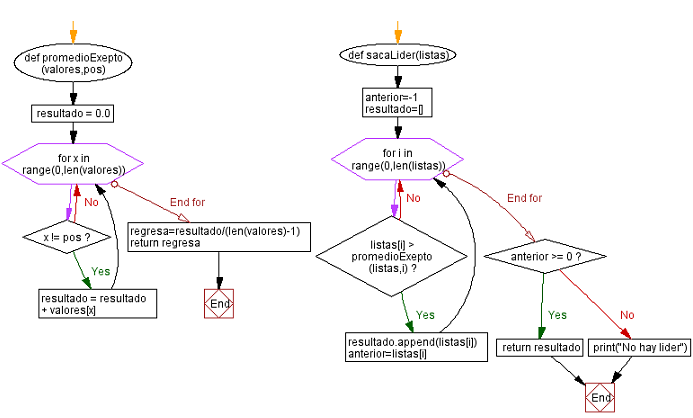 def promedioExepto
(valores,pos)
resultado = 0.0
for x in
range(0,len(valores))
No
End for
x != pos ?
regresa=resultado/(len(valores)-1)
return regresa
Yes
resultado = resultado
+ valores[x]
End
def sacaLider(listas)
anterior=-1
resultado=[]
for i in
range(0,len(listas))
No
End for
listas[i] >
promedioExepto
(listas,i) ?
anterior >= 0 ?
Yes
resultado.append(listas[i])
anterior=listas[i]
Yes
No
return resultado
print("No hay lider")
End